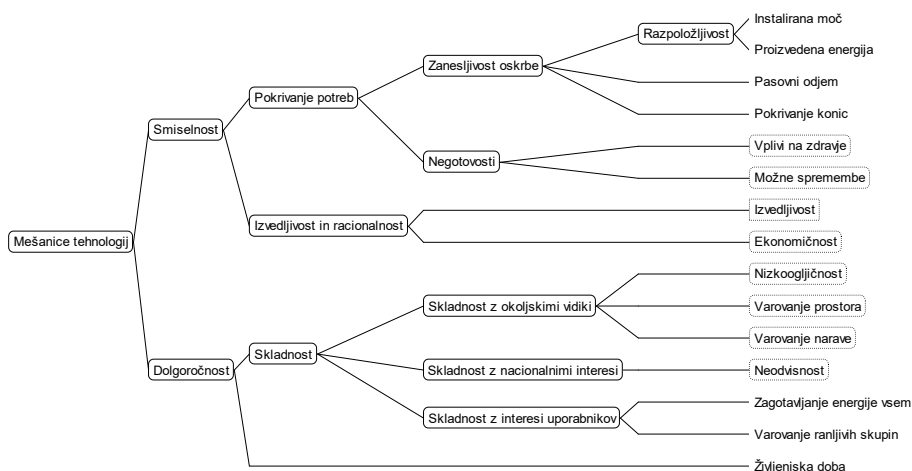 Instalirana moč
Razpoložljivost
Proizvedena energija
Zanesljivost oskrbe
Pasovni odjem
Pokrivanje potreb
Pokrivanje konic
Smiselnost
Vplivi na zdravje
Negotovosti
Možne spremembe
Izvedljivost
Izvedljivost in racionalnost
Mešanice tehnologij
Ekonomičnost
Nizkoogljičnost
Skladnost z okoljskimi vidiki
Varovanje prostora
Varovanje narave
Skladnost
Dolgoročnost
Skladnost z nacionalnimi interesi
Neodvisnost
Zagotavljanje energije vsem
Skladnost z interesi uporabnikov
Varovanje ranljivih skupin
Življenjska doba